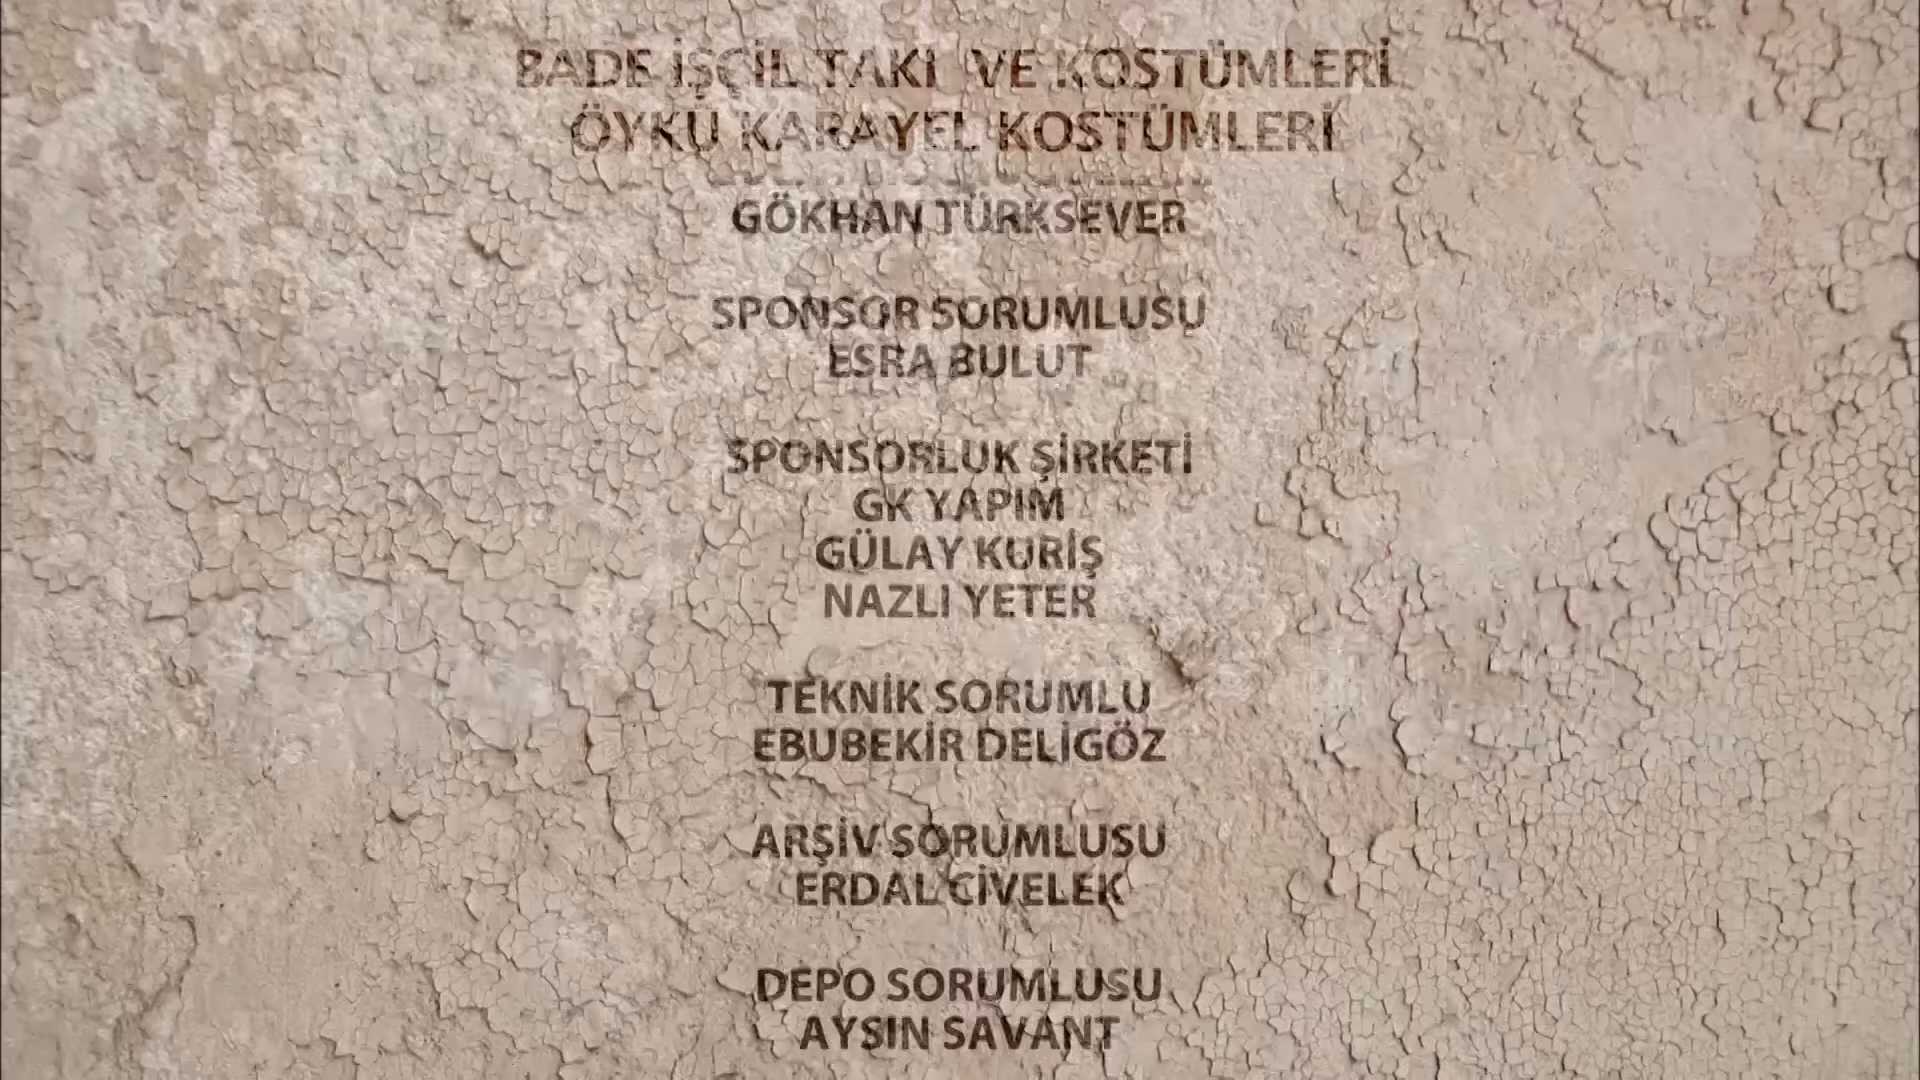 BADE İŞÇİL TAKI VE KOSTÜMLERİ
ÖYKÜ KARAYEL KOSTÜMLERİ
GÖKHAN TÜRKSEVER
SPONSOR SORUMLUSU
ESRA BULUT
SPONSORLUK ŞİRKETİ
GK YAPIM
GÜLAY KURİŞ
NAZLI YETER
TEKNİK SORUMLU
EBUBEKİR DELİGÖZ
ARŞİV SORUMLUSU
ERDAL CİVELEK
DEPO SORUMLUSU
AYSIN SAVANT